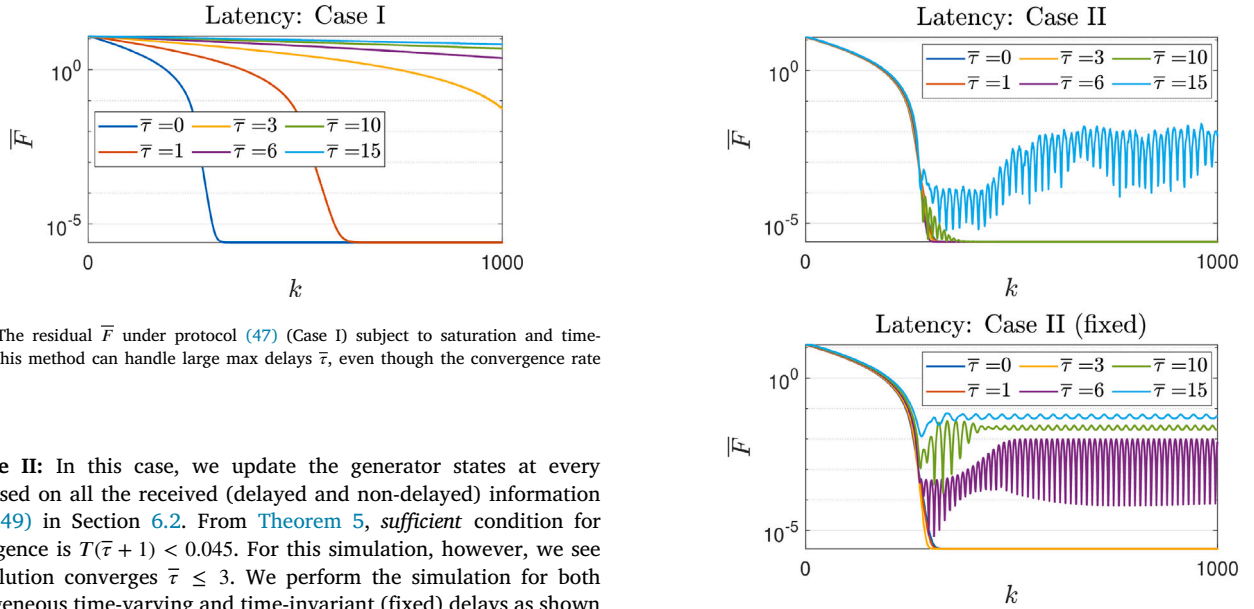 Latency: Case I
10^0
10^-5
F̅
τ̅ =0
τ̅ =3
τ̅ =10
τ̅ =1
τ̅ =6
τ̅ =15
0
1000
k
The residual F̅ under protocol (47) (Case I) subject to saturation and time-
his method can handle large max delays τ̅, even though the convergence rate
e II: In this case, we update the generator states at every
sed on all the received (delayed and non-delayed) information
49) in Section 6.2. From Theorem 5, sufficient condition for
gence is T(τ̅ + 1) < 0.045. For this simulation, however, we see
lution converges τ̅ ≤ 3. We perform the simulation for both
geneous time-varying and time-invariant (fixed) delays as shown
Latency: Case II
10^0
10^-5
F̅
τ̅ =0
τ̅ =3
τ̅ =10
τ̅ =1
τ̅ =6
τ̅ =15
0
1000
k
Latency: Case II (fixed)
10^0
10^-5
F̅
τ̅ =0
τ̅ =3
τ̅ =10
τ̅ =1
τ̅ =6
τ̅ =15
0
1000
k